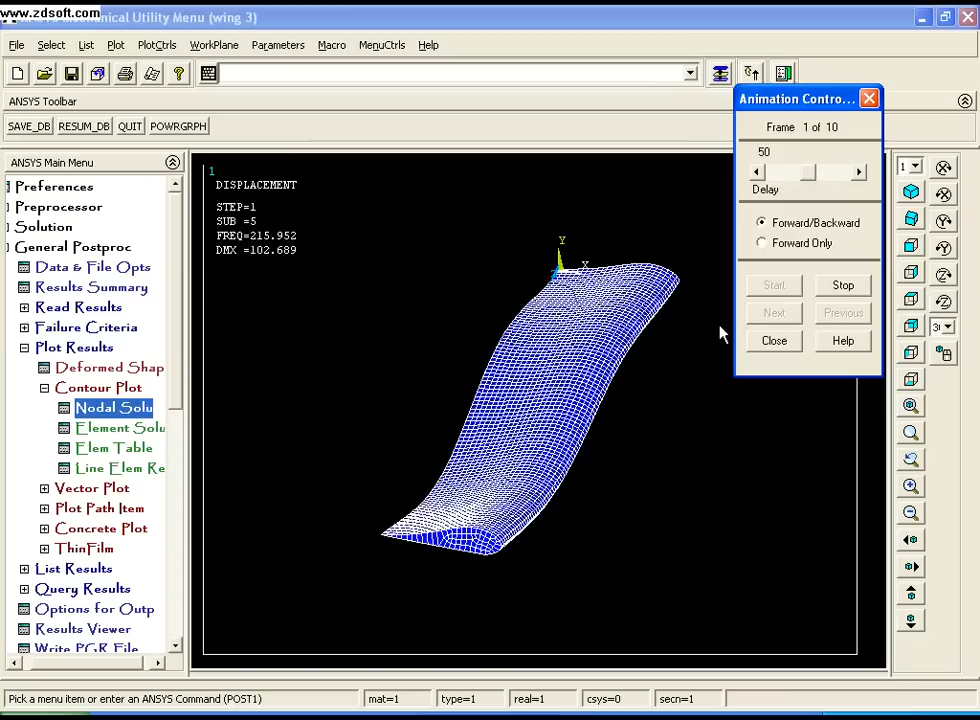 www.zdsoft.com
Mechanical Utility Menu (wing 3)
File Select List Plot PlotCtrls WorkPlane Parameters Macro MenuCtrls Help
ANSYS Toolbar
SAVE_DB RESUM_DB QUIT POWRGRPH
ANSYS Main Menu
Preferences
Preprocessor
Solution
General Postproc
Data & File Opts
Results Summary
Read Results
Failure Criteria
Plot Results
Deformed Shap
Contour Plot
Nodal Solu
Element Solu
Elem Table
Line Elem Re
Vector Plot
Plot Path Item
Concrete Plot
ThinFilm
List Results
Query Results
Options for Outp
Results Viewer
Write PGR File
1
DISPLACEMENT
STEP=1
SUB =5
FREQ=215.952
DMX =102.689
Y
X
Animation Contro...
Frame 1 of 10
50
Delay
Forward/Backward
Forward Only
Start Stop
Next Previous
Close Help
1
Pick a menu item or enter an ANSYS Command (POST1) mat=1 type=1 real=1 csys=0 secn=1